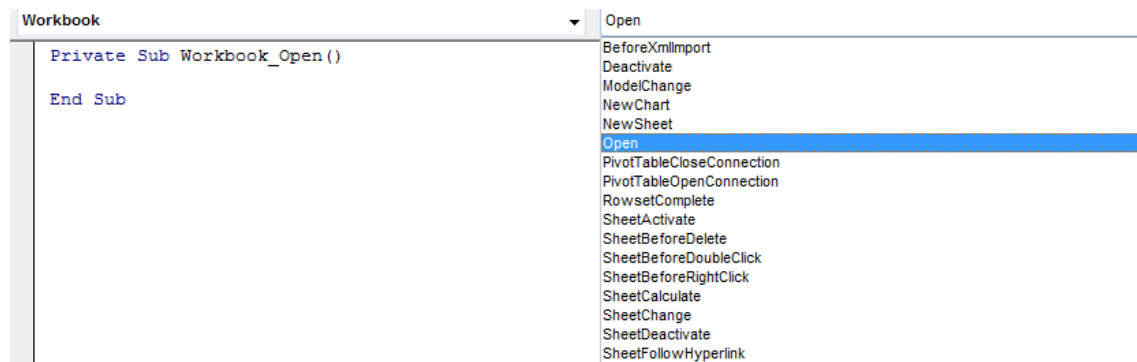 Workbook
Open
Private Sub Workbook_Open()
End Sub
BeforeXmlImport
Deactivate
ModelChange
NewChart
NewSheet
Open
PivotTableCloseConnection
PivotTableOpenConnection
RowsetComplete
SheetActivate
SheetBeforeDelete
SheetBeforeDoubleClick
SheetBeforeRightClick
SheetCalculate
SheetChange
SheetDeactivate
SheetFollowHyperlink